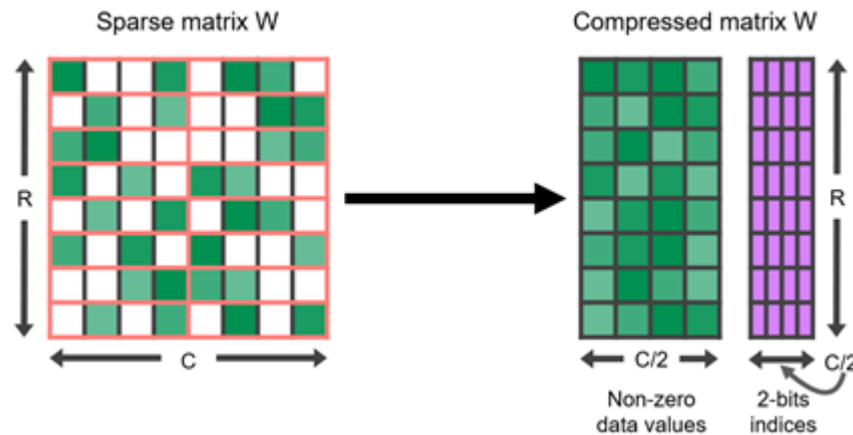 Sparse matrix W
Compressed matrix W
R
R
C
C/2
C/2
Non-zero
data values
2-bits
indices